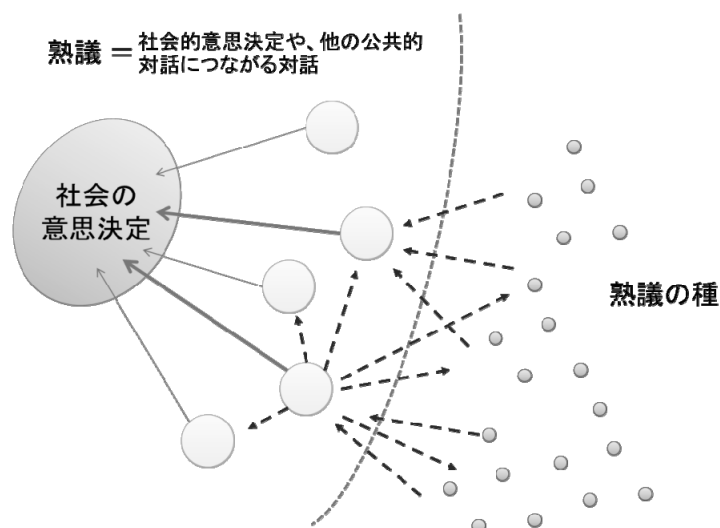 熟議 = 社会的意思決定や、他の公共的
対話につながる対話
社会の
意思決定
熟議の種